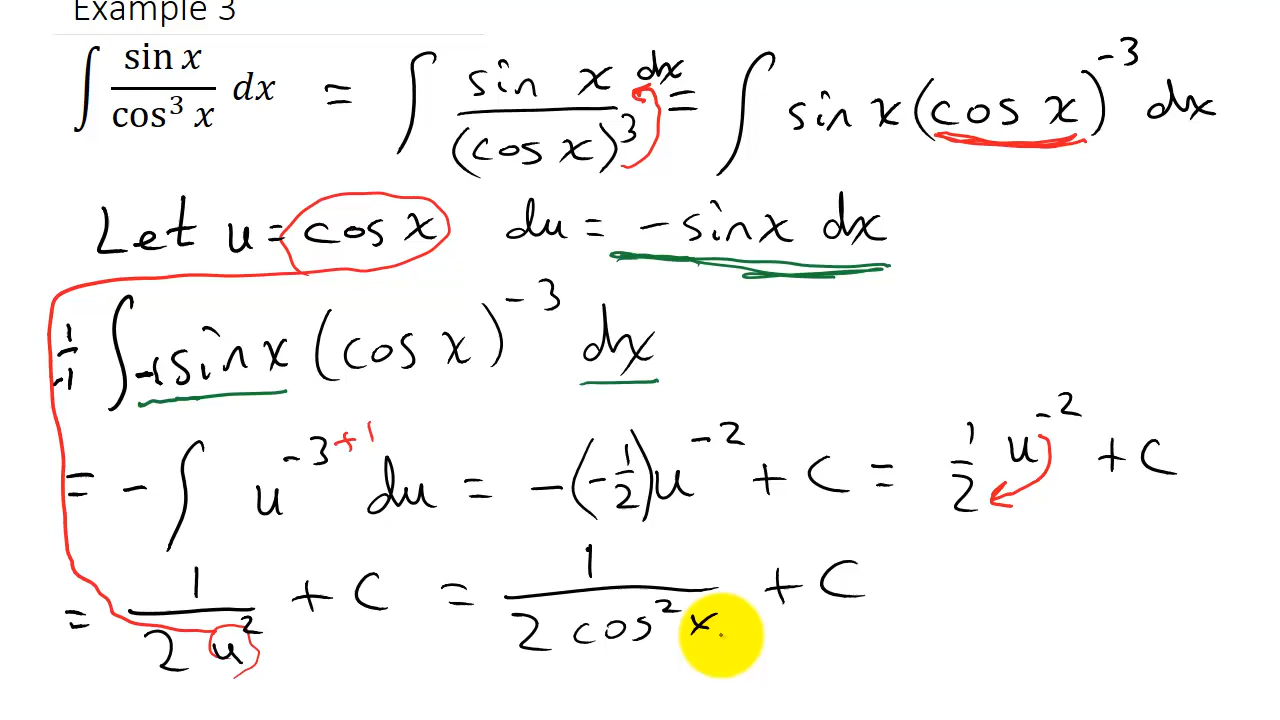 Example 3
∫ sin x / cos³ x dx = ∫ sin x / (cos x)³ dx = ∫ sin x (cos x)⁻³ dx
Let u = cos x du = -sin x dx
1/-1 ∫ -1 sin x (cos x)⁻³ dx
= - ∫ u⁻³⁺¹ du = -(-1/2) u⁻² + C = 1/2 u⁻² + C
= 1 / 2 u² + C = 1 / 2 cos² x + C